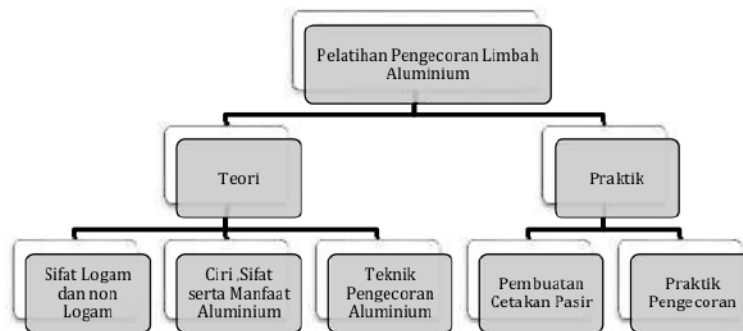 Pelatihan Pengecoran Limbah
Aluminium
Teori
Praktik
Sifat Logam
dan non
Logam
Ciri ,Sifat
serta Manfaat
Aluminium
Teknik
Pengecoran
Aluminium
Pembuatan
Cetakan Pasir
Praktik
Pengecoran